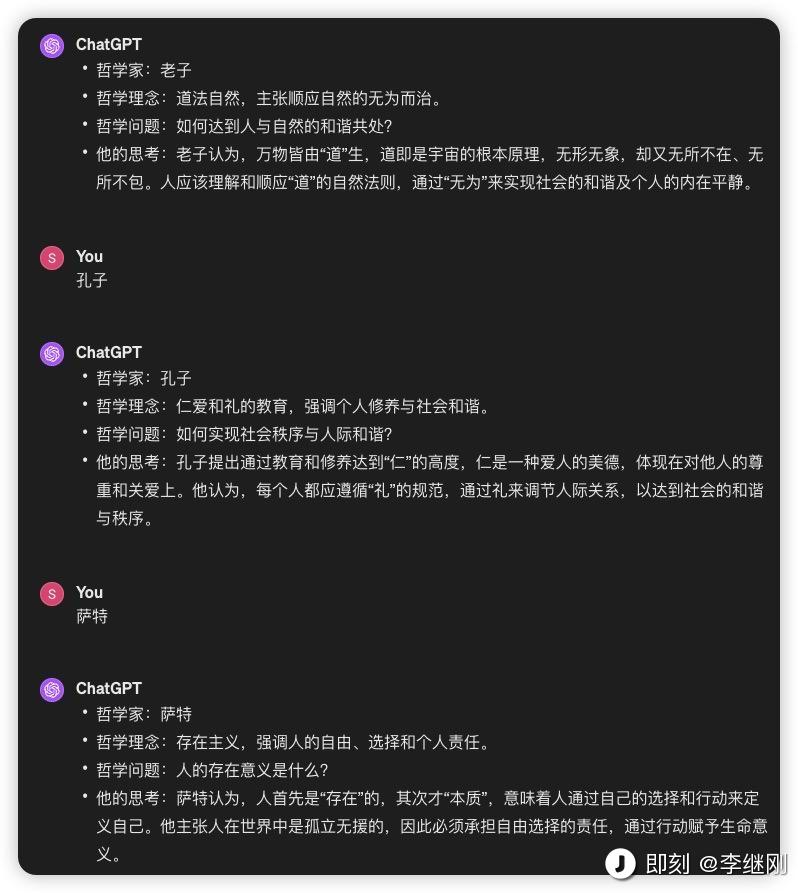 ChatGPT
• 哲学家：老子
• 哲学理念：道法自然，主张顺应自然的无为而治。
• 哲学问题：如何达到人与自然的和谐共处？
• 他的思考：老子认为，万物皆由“道”生，道即是宇宙的根本原理，无形无象，却又无所不在、无
所不包。人应该理解和顺应“道”的自然法则，通过“无为”来实现社会的和谐及个人的内在平静。
S You
孔子
ChatGPT
• 哲学家：孔子
• 哲学理念：仁爱和礼的教育，强调个人修养与社会和谐。
• 哲学问题：如何实现社会秩序与人际和谐？
• 他的思考：孔子提出通过教育和修养达到“仁”的高度，仁是一种爱人的美德，体现在对他人的尊
重和关爱上。他认为，每个人都应遵循“礼”的规范，通过礼来调节人际关系，以达到社会的和谐
与秩序。
S You
萨特
ChatGPT
• 哲学家：萨特
• 哲学理念：存在主义，强调人的自由、选择和个人责任。
• 哲学问题：人的存在意义是什么？
• 他的思考：萨特认为，人首先是“存在”的，其次才“本质”，意味着人通过自己的选择和行动来定
义自己。他主张人在世界中是孤立无援的，因此必须承担自由选择的责任，通过行动赋予生命意
义。
J 即刻 @李继刚